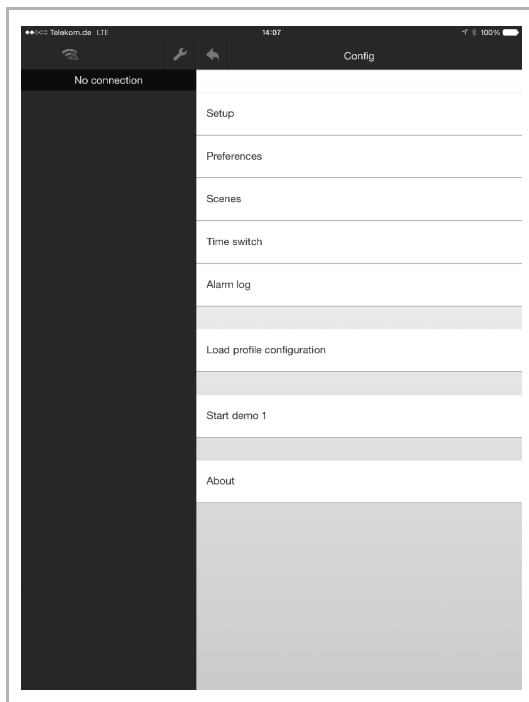 Telekom.de LTE 14:07 100%
Config
No connection
Setup
Preferences
Scenes
Time switch
Alarm log
Load profile configuration
Start demo 1
About